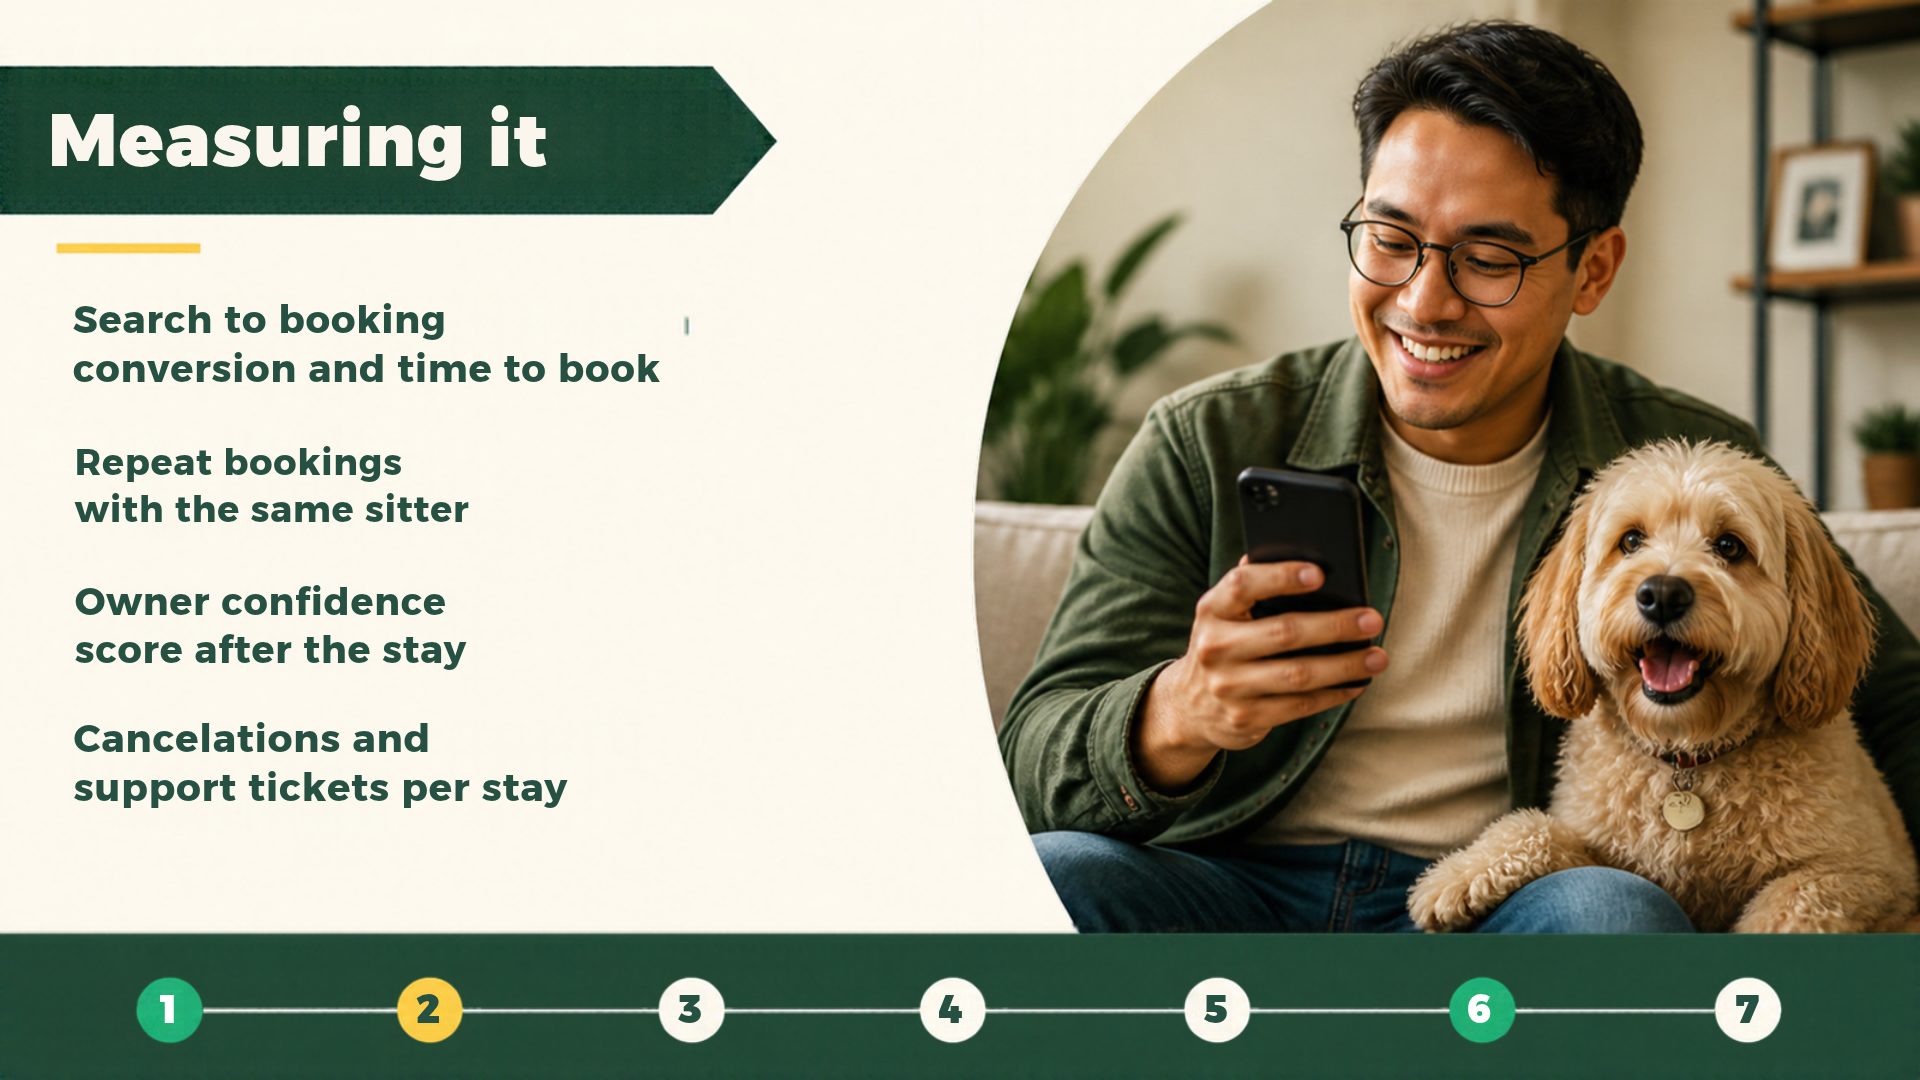 Measuring it
Search to booking
conversion and time to book
Repeat bookings
with the same sitter
Owner confidence
score after the stay
Cancelations and
support tickets per stay
1 2 3 4 5 6 7